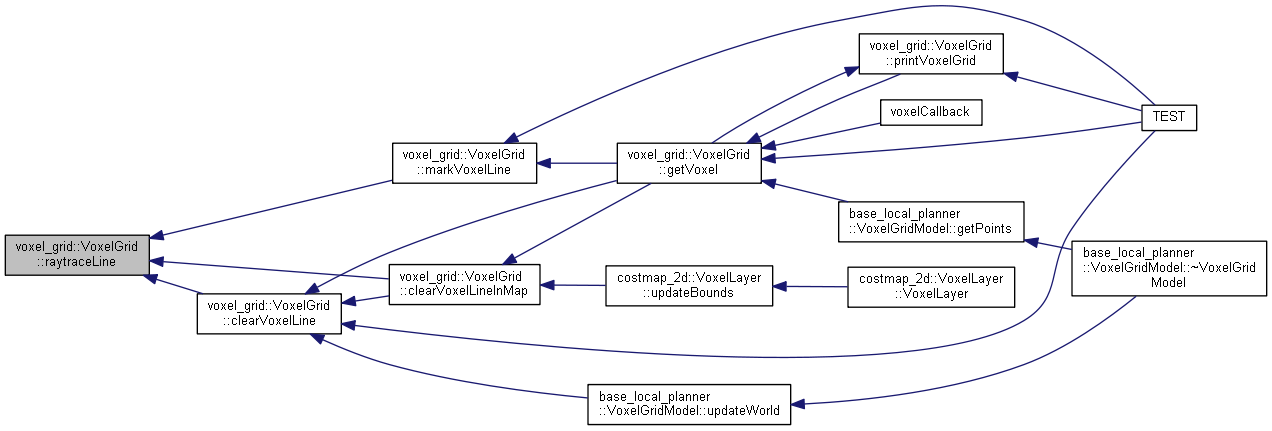 voxel_grid::VoxelGrid
::raytraceLine
voxel_grid::VoxelGrid
::markVoxelLine
voxel_grid::VoxelGrid
::clearVoxelLine
voxel_grid::VoxelGrid
::clearVoxelLineInMap
voxel_grid::VoxelGrid
::getVoxel
voxel_grid::VoxelGrid
::printVoxelGrid
voxelCallback
TEST
base_local_planner
::VoxelGridModel::getPoints
base_local_planner
::VoxelGridModel::~VoxelGrid
Model
costmap_2d::VoxelLayer
::updateBounds
costmap_2d::VoxelLayer
::VoxelLayer
base_local_planner
::VoxelGridModel::updateWorld